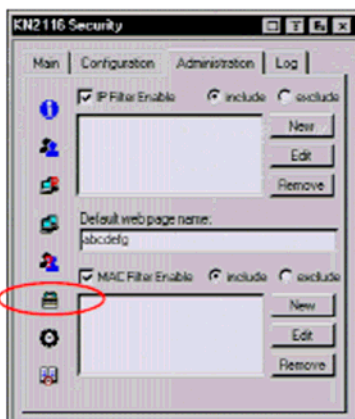 KN2116 Security
Main Configuration Administration Log
IP Filter Enable include exclude
New
Edit
Remove
Default web page name:
abcdefg
MAC Filter Enable include exclude
New
Edit
Remove